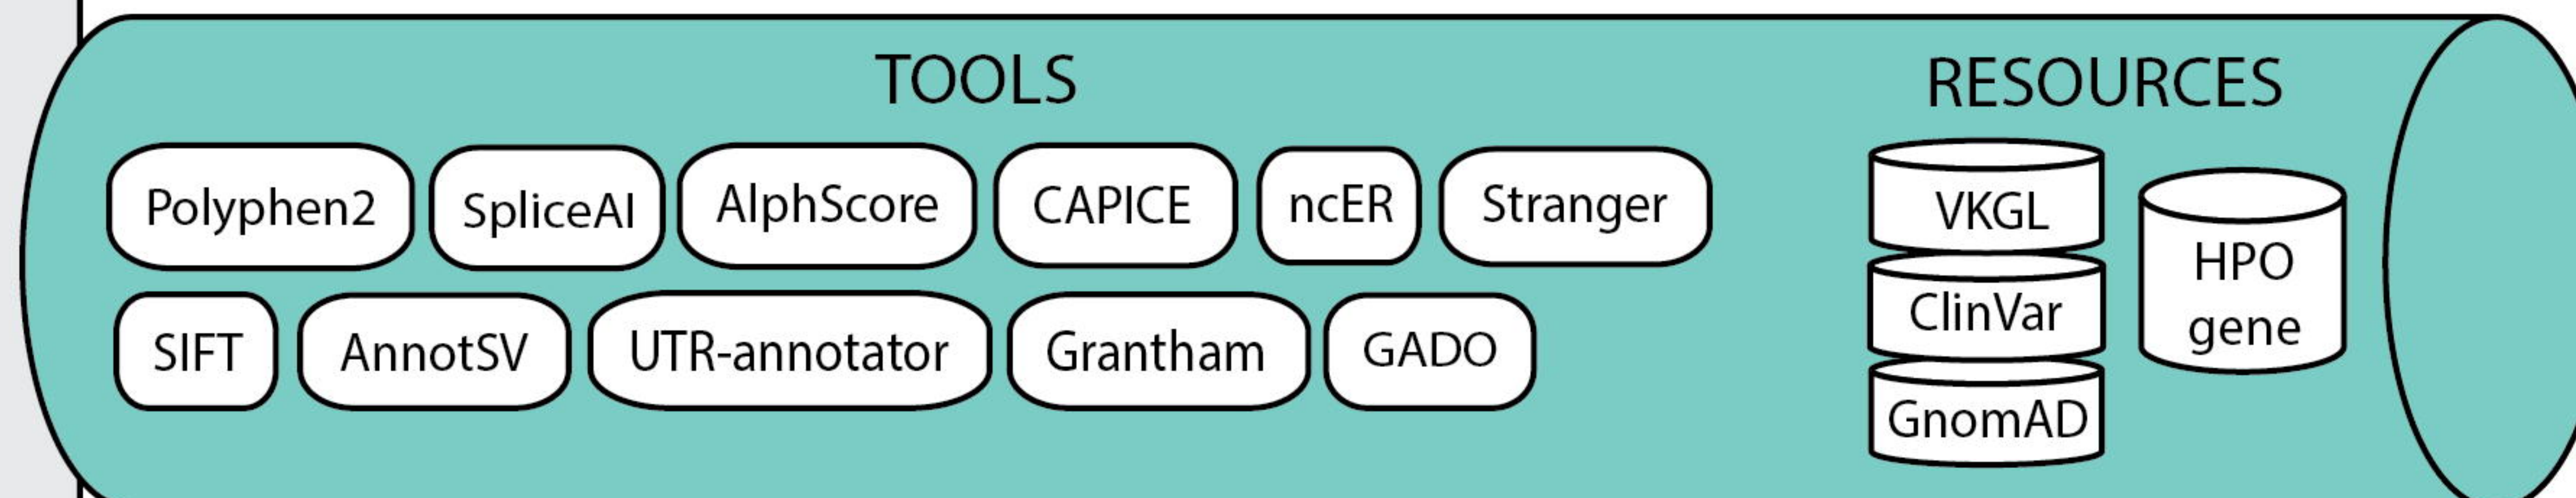 TOOLS
RESOURCES
Polyphen2
SpliceAI
AlphScore
CAPICE
ncER
Stranger
SIFT
AnnotSV
UTR-annotator
Grantham
GADO
VKGL
ClinVar
GnomAD
HPO
gene